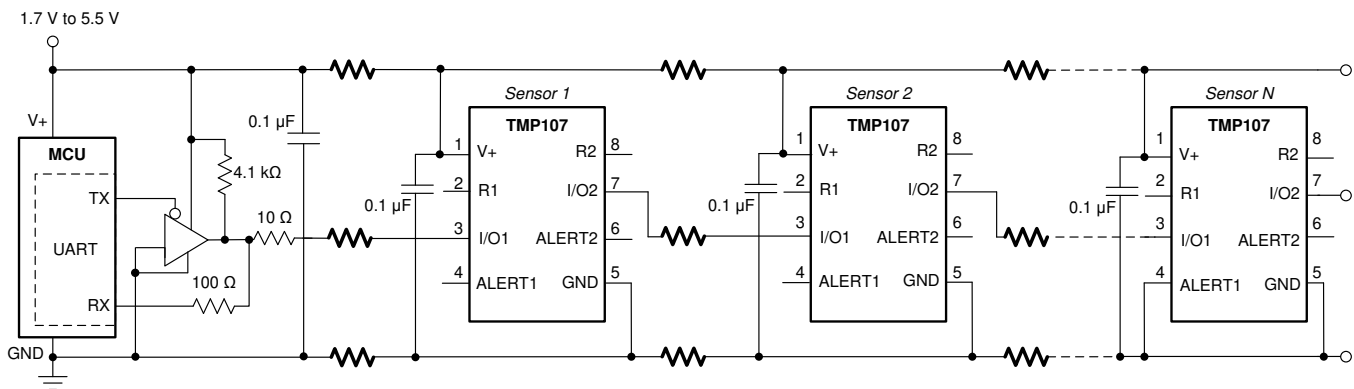 1.7 V to 5.5 V
V+
MCU
TX
UART
RX
GND
4.1 kΩ
10 Ω
100 Ω
0.1 µF
Sensor 1
TMP107
1
V+
2
R1
3
I/O1
4
ALERT1
8
R2
7
I/O2
6
ALERT2
5
GND
0.1 µF
Sensor 2
TMP107
1
V+
2
R1
3
I/O1
4
ALERT1
8
R2
7
I/O2
6
ALERT2
5
GND
0.1 µF
Sensor N
TMP107
1
V+
2
R1
3
I/O1
4
ALERT1
8
R2
7
I/O2
6
ALERT2
5
GND
0.1 µF